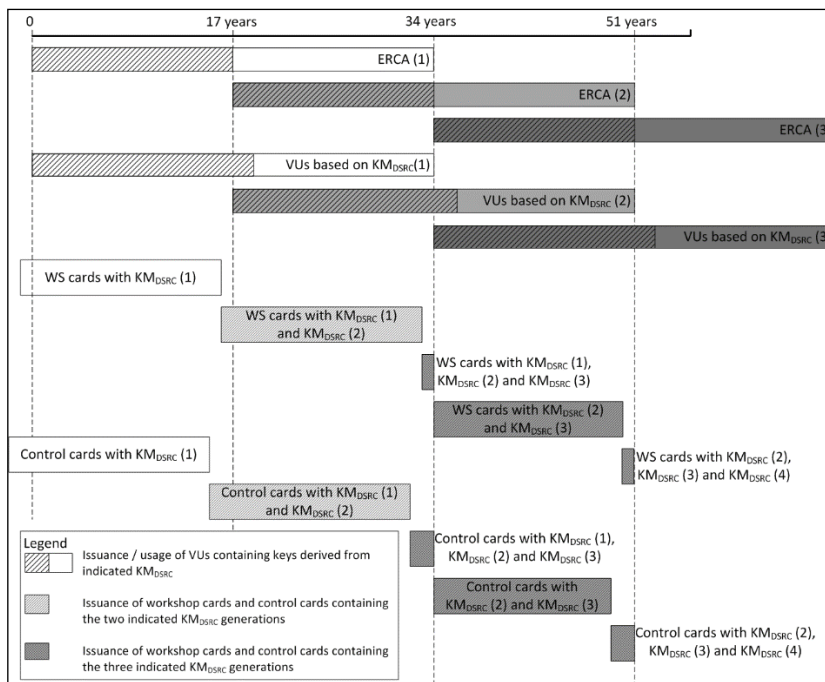 0 17 years 34 years 51 years
ERCA (1)
ERCA (2)
ERCA (3
VUs based on KMDSRC(1)
VUs based on KMDSRC (2)
VUs based on KMDSRC (3
WS cards with KMDSRC (1)
WS cards with KMDSRC (1)
and KMDSRC (2)
WS cards with KMDSRC (1),
KMDSRC (2) and KMDSRC (3)
WS cards with KMDSRC (2)
and KMDSRC (3)
Control cards with KMDSRC (1)
WS cards with KMDSRC (2),
KMDSRC (3) and KMDSRC (4)
Control cards with KMDSRC (1)
and KMDSRC (2)
Control cards with KMDSRC (1),
KMDSRC (2) and KMDSRC (3)
Control cards with
KMDSRC (2) and KMDSRC (3)
Control cards with KMDSRC (2),
KMDSRC (3) and KMDSRC (4)
Legend
Issuance / usage of VUs containing keys derived from
indicated KMDSRC
Issuance of workshop cards and control cards containing
the two indicated KMDSRC generations
Issuance of workshop cards and control cards containing
the three indicated KMDSRC generations